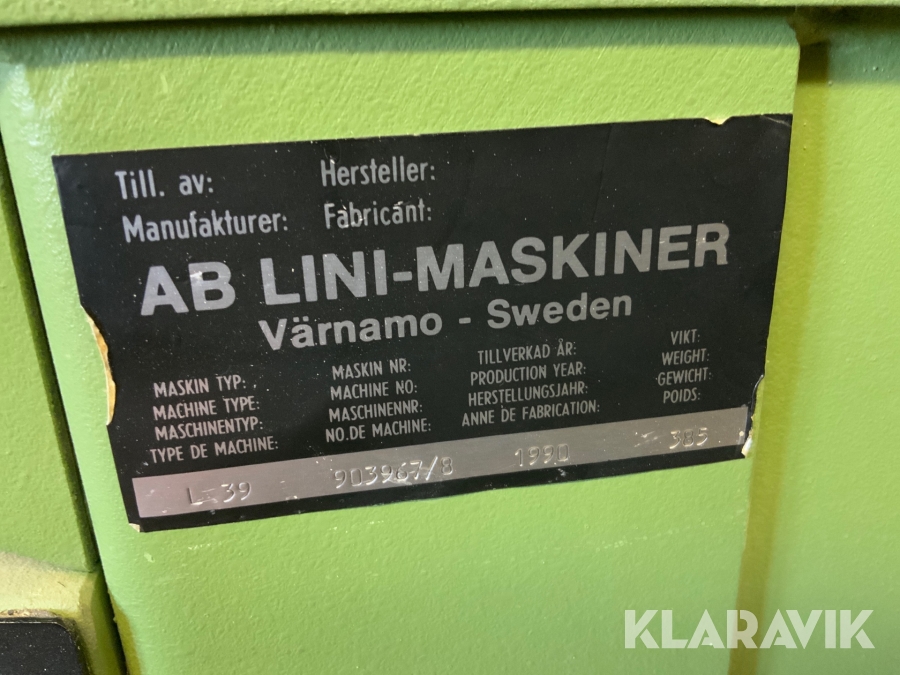 Till. av: Hersteller:
Manufakturer: Fabricant:
AB LINI-MASKINER
Värnamo - Sweden
MASKIN TYP:
MACHINE TYPE:
MASCHINENTYP:
TYPE DE MACHINE:
L-39
MASKIN NR:
MACHINE NO:
MASCHINENNR:
NO.DE MACHINE:
903967/8
TILLVERKAD ÅR:
PRODUCTION YEAR:
HERSTELLUNGSJAHR:
ANNE DE FABRICATION:
1990
VIKT:
WEIGHT:
GEWICHT:
POIDS:
385
KLARAVIK